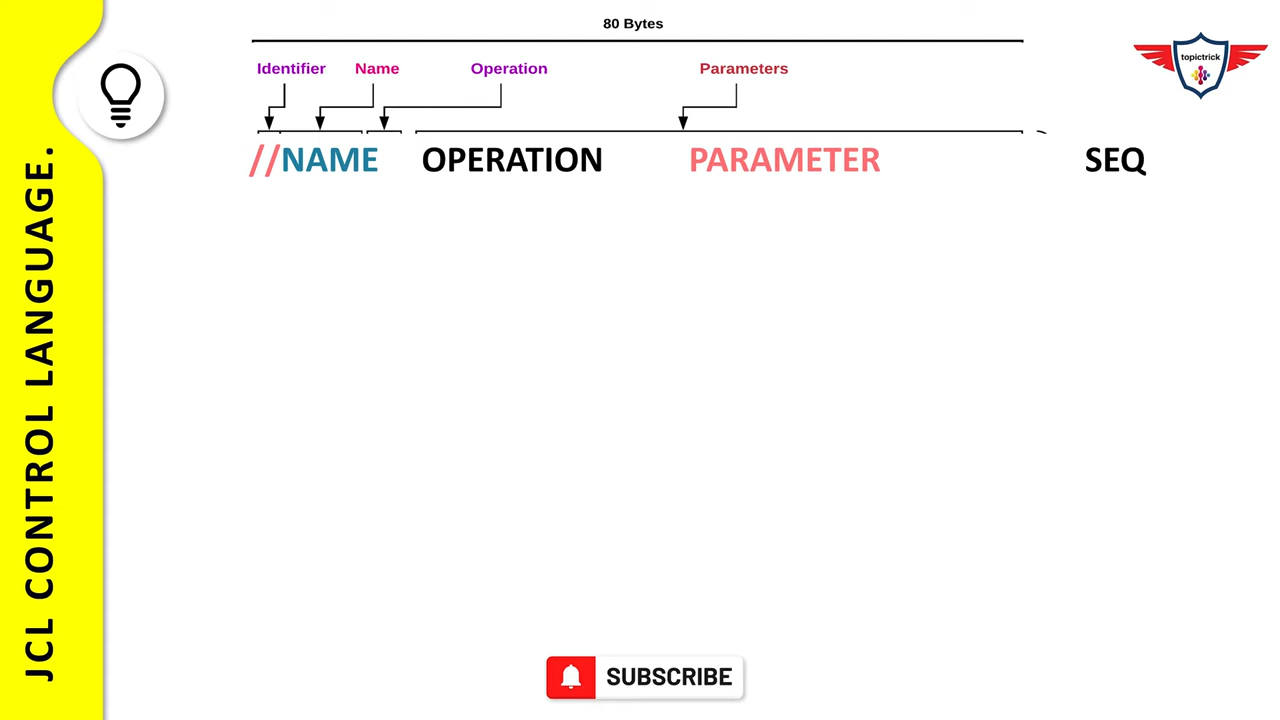 80 Bytes
Identifier Name Operation Parameters
topictrick
//NAME OPERATION PARAMETER SEQ
JCL CONTROL LANGUAGE.
SUBSCRIBE